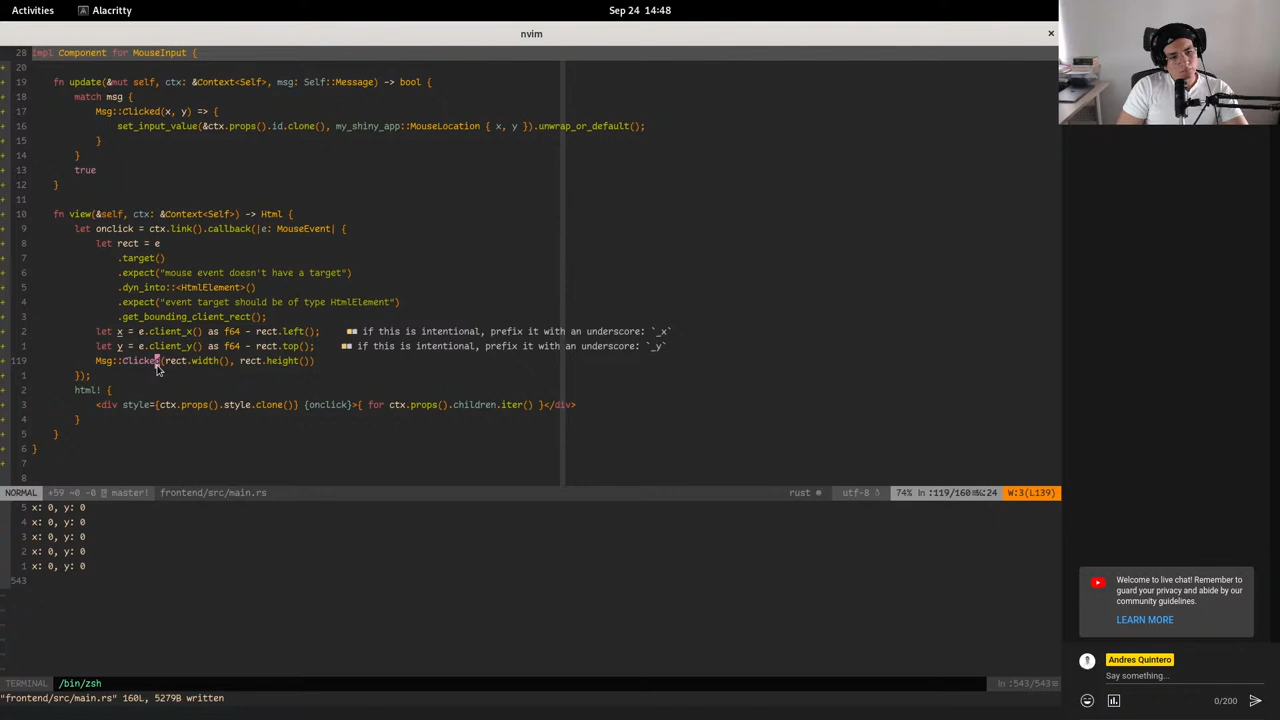 Activities
Alacritty
Sep 24 14:48
nvim
28 impl Component for MouseInput {
20
19 fn update(&mut self, ctx: &Context<Self>, msg: Self::Message) -> bool {
18 match msg {
17 Msg::Clicked(x, y) => {
16 set_input_value(&ctx.props().id.clone(), my_shiny_app::MouseLocation { x, y }).unwrap_or_default();
15 }
14 }
13 true
12 }
11
10 fn view(&self, ctx: &Context<Self>) -> Html {
9 let onclick = ctx.link().callback(|e: MouseEvent| {
8 let rect = e
7 .target()
6 .expect("mouse event doesn't have a target")
5 .dyn_into::<HtmlElement>()
4 .expect("event target should be of type HtmlElement")
3 .get_bounding_client_rect();
2 let x = e.client_x() as f64 - rect.left(); if this is intentional, prefix it with an underscore: `_x`
1 let y = e.client_y() as f64 - rect.top(); if this is intentional, prefix it with an underscore: `_y`
119 Msg::Clicked(rect.width(), rect.height())
1 });
2 html! {
3 <div style={ctx.props().style.clone()} {onclick}>{ for ctx.props().children.iter() }</div>
4 }
5 }
6 }
7
8
NORMAL +59 ~0 -0 master! frontend/src/main.rs rust utf-8 74% ln :119/160 :24 W:3(L139)
5 x: 0, y: 0
4 x: 0, y: 0
3 x: 0, y: 0
2 x: 0, y: 0
1 x: 0, y: 0
543
TERMINAL /bin/zsh ln :543/543
"frontend/src/main.rs" 160L, 5279B written
Welcome to live chat! Remember to
guard your privacy and abide by our
community guidelines.
LEARN MORE
Andres Quintero
Say something...
0/200